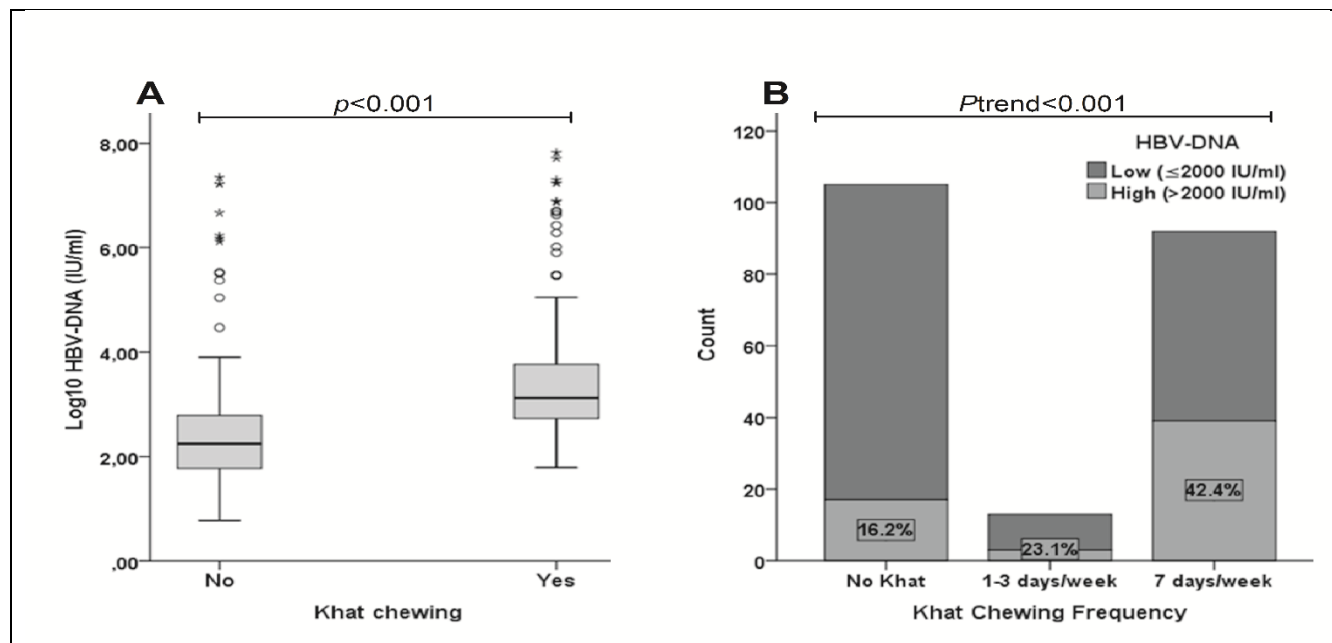 A
p<0.001
8,00
6,00
4,00
2,00
,00
Log10 HBV-DNA (IU/ml)
No
Yes
Khat chewing
B
Ptrend<0.001
HBV-DNA
Low (≤2000 IU/ml)
High (>2000 IU/ml)
120
100
80
60
40
20
0
Count
16.2%
23.1%
42.4%
No Khat
1-3 days/week
7 days/week
Khat Chewing Frequency